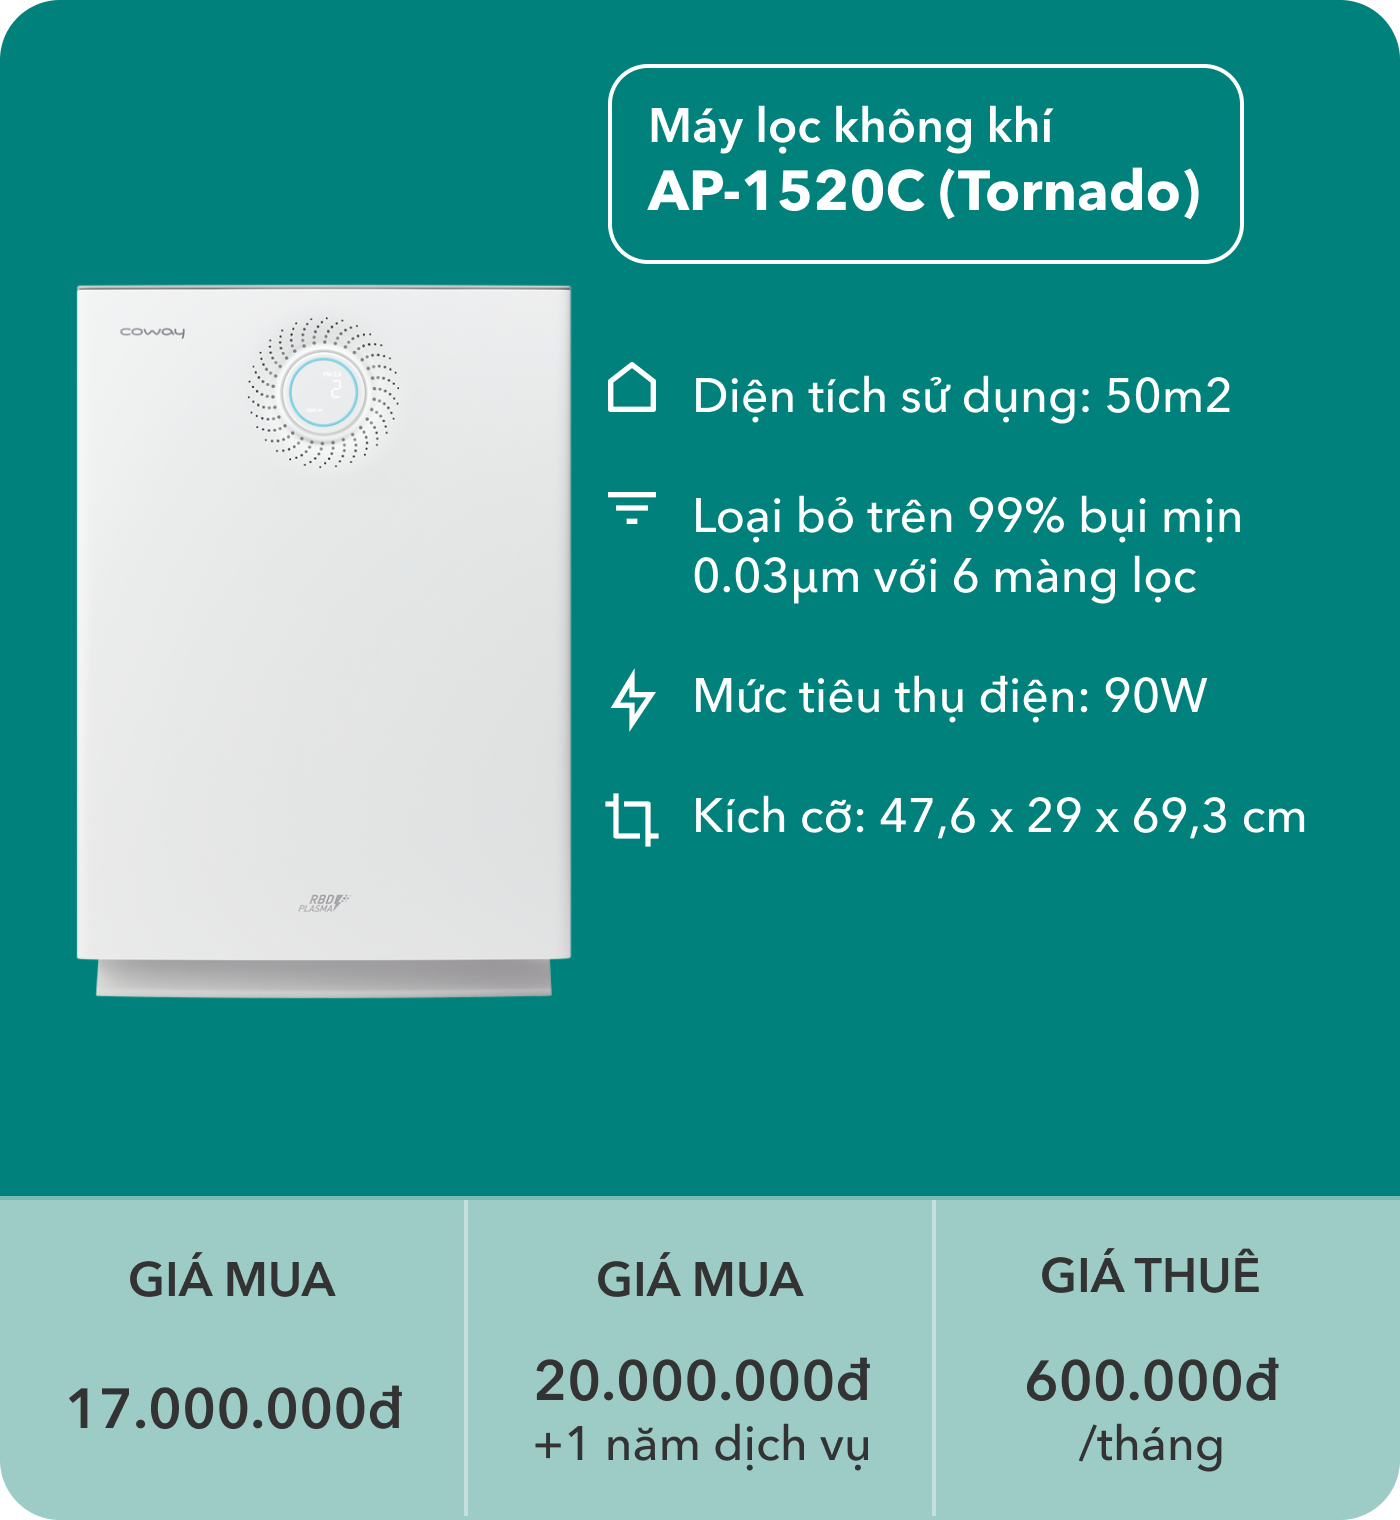 Máy lọc không khí
AP-1520C (Tornado)
coway
2
Diện tích sử dụng: 50m2
Loại bỏ trên 99% bụi mịn
0.03µm với 6 màng lọc
Mức tiêu thụ điện: 90W
Kích cỡ: 47,6 x 29 x 69,3 cm
RBD
PLASMA
GIÁ MUA
17.000.000đ
GIÁ MUA
20.000.000đ
+1 năm dịch vụ
GIÁ THUÊ
600.000đ
/tháng